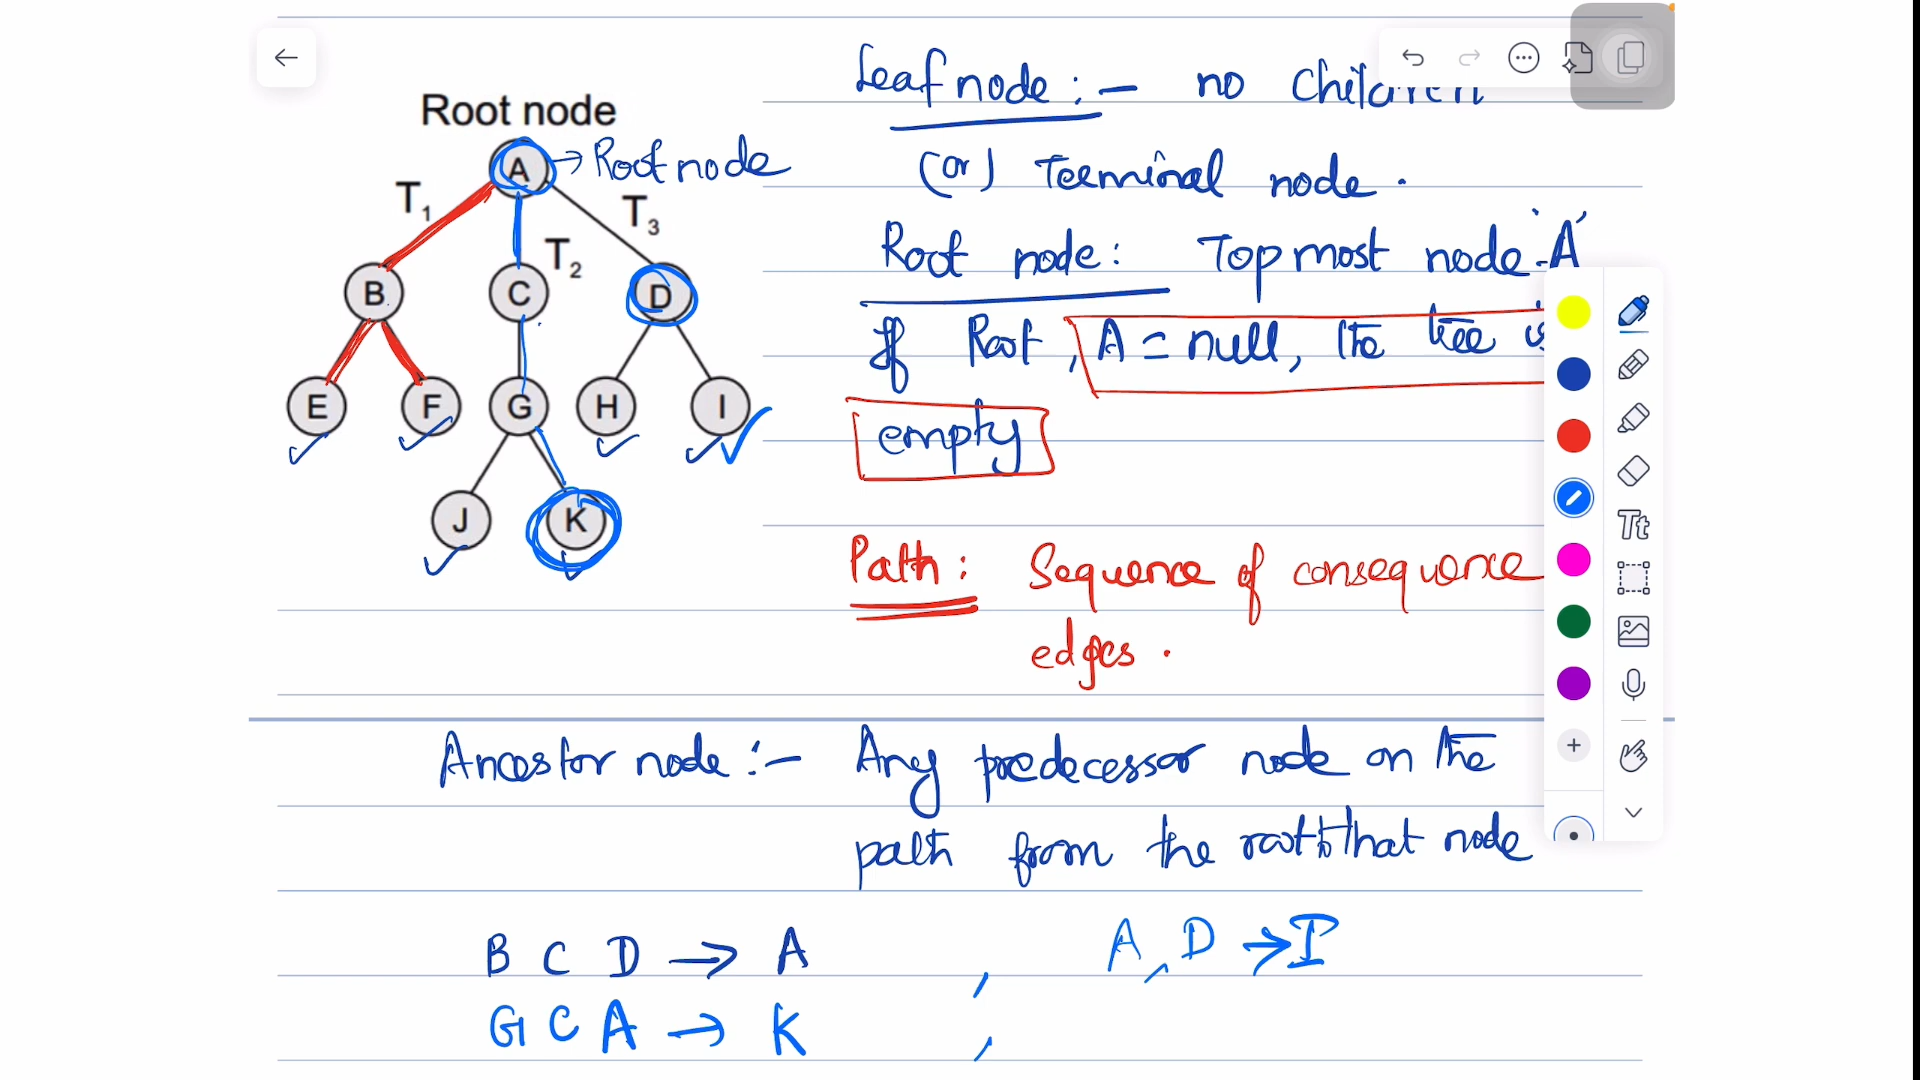 Root node
A → Root node
T1
T2
T3
B
C
D
E
F
G
H
I
J
K
Leaf node :- no children
(or) Terminal node.
Root node: Top most node. 'A'
If Root, A = null, the tree is
empty
Path: Sequence of consequence
edges.
Ancestor node :- Any predecessor node on the
path from the root to that node
B C D → A , A, D → I
G C A → K ,
Tt